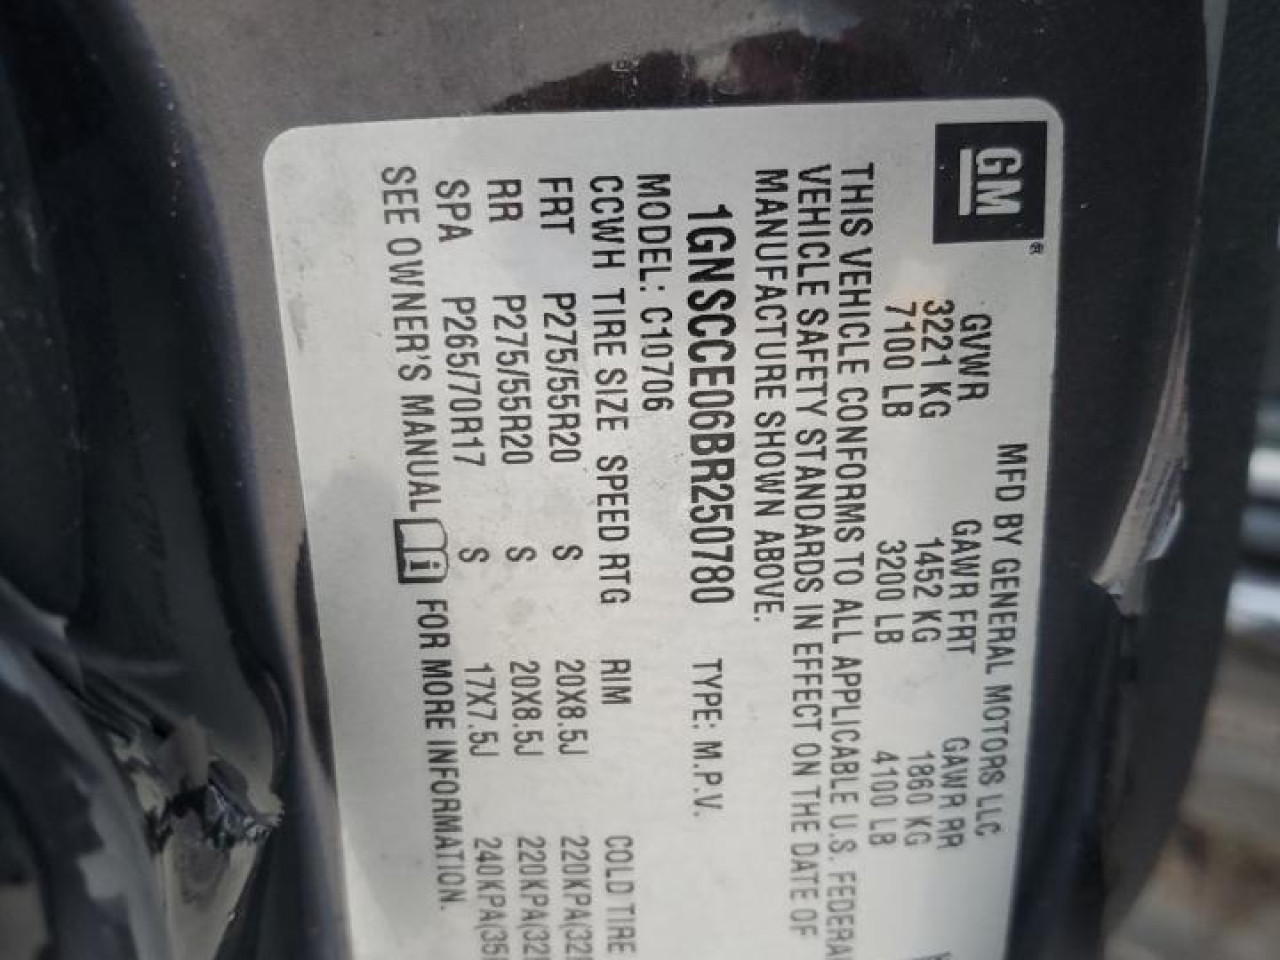 GM®
MFD BY GENERAL MOTORS LLC
GVWR GAWR FRT GAWR RR
3221 KG 1452 KG 1860 KG
7100 LB 3200 LB 4100 LB
THIS VEHICLE CONFORMS TO ALL APPLICABLE U.S. FEDERA
VEHICLE SAFETY STANDARDS IN EFFECT ON THE DATE OF
MANUFACTURE SHOWN ABOVE.
1GNSCCE06BR250780 TYPE: M.P.V.
MODEL: C10706
CCWH TIRE SIZE SPEED RTG RIM COLD TIRE
FRT P275/55R20 S 20X8.5J 220KPA(32
RR P275/55R20 S 20X8.5J 220KPA(32
SPA P265/70R17 S 17X7.5J 240KPA(35
SEE OWNER'S MANUAL i FOR MORE INFORMATION.